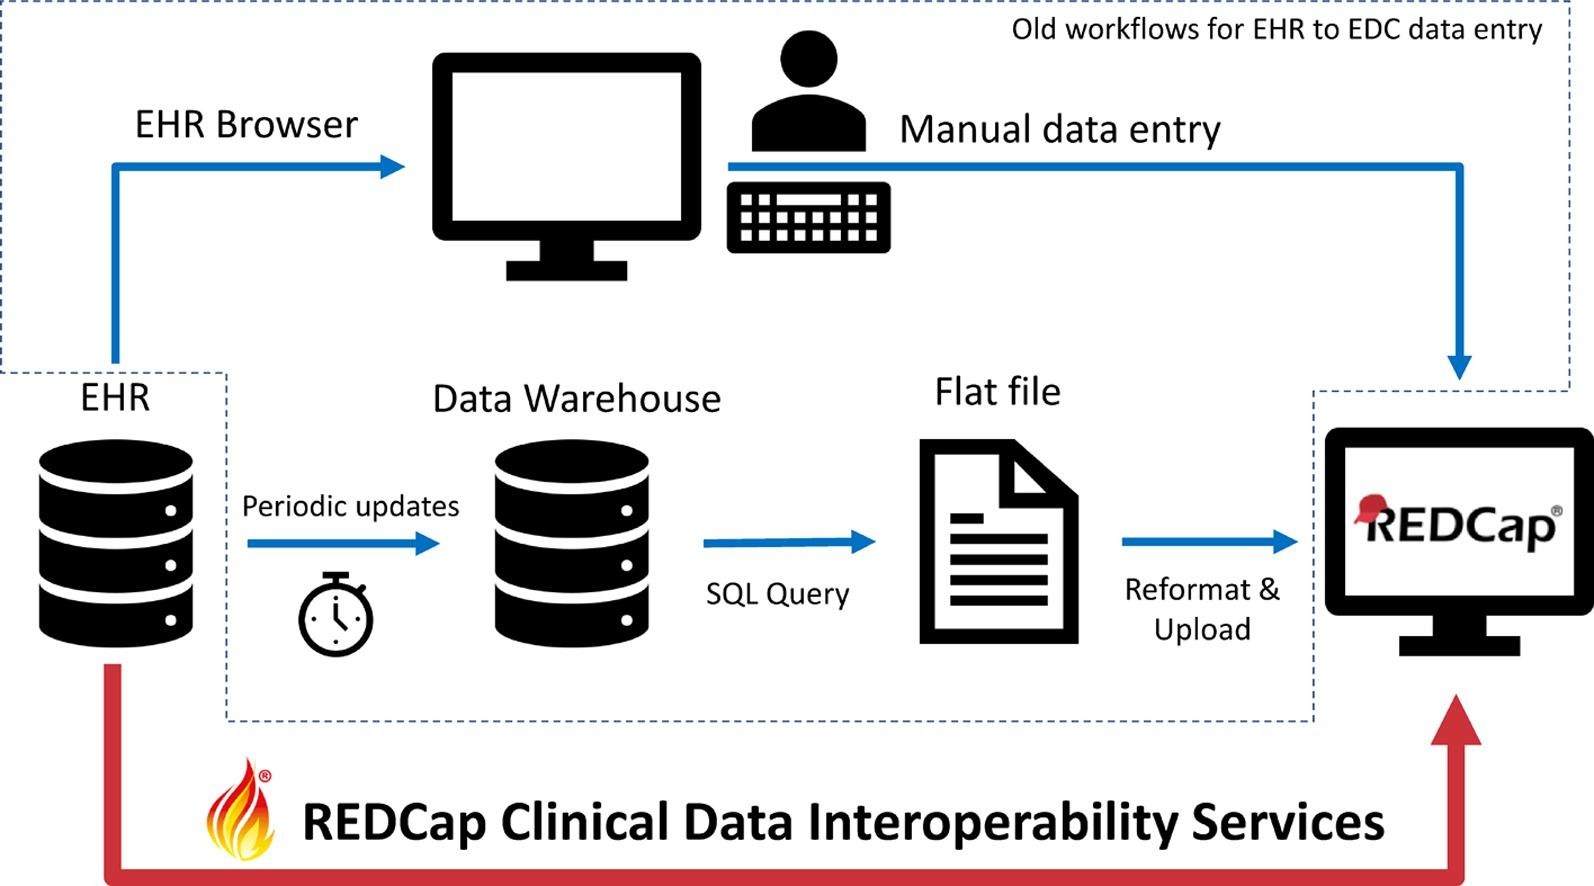 Old workflows for EHR to EDC data entry
EHR Browser
Manual data entry
EHR
Data Warehouse
Flat file
Periodic updates
SQL Query
Reformat &
Upload
REDCap®
®
REDCap Clinical Data Interoperability Services